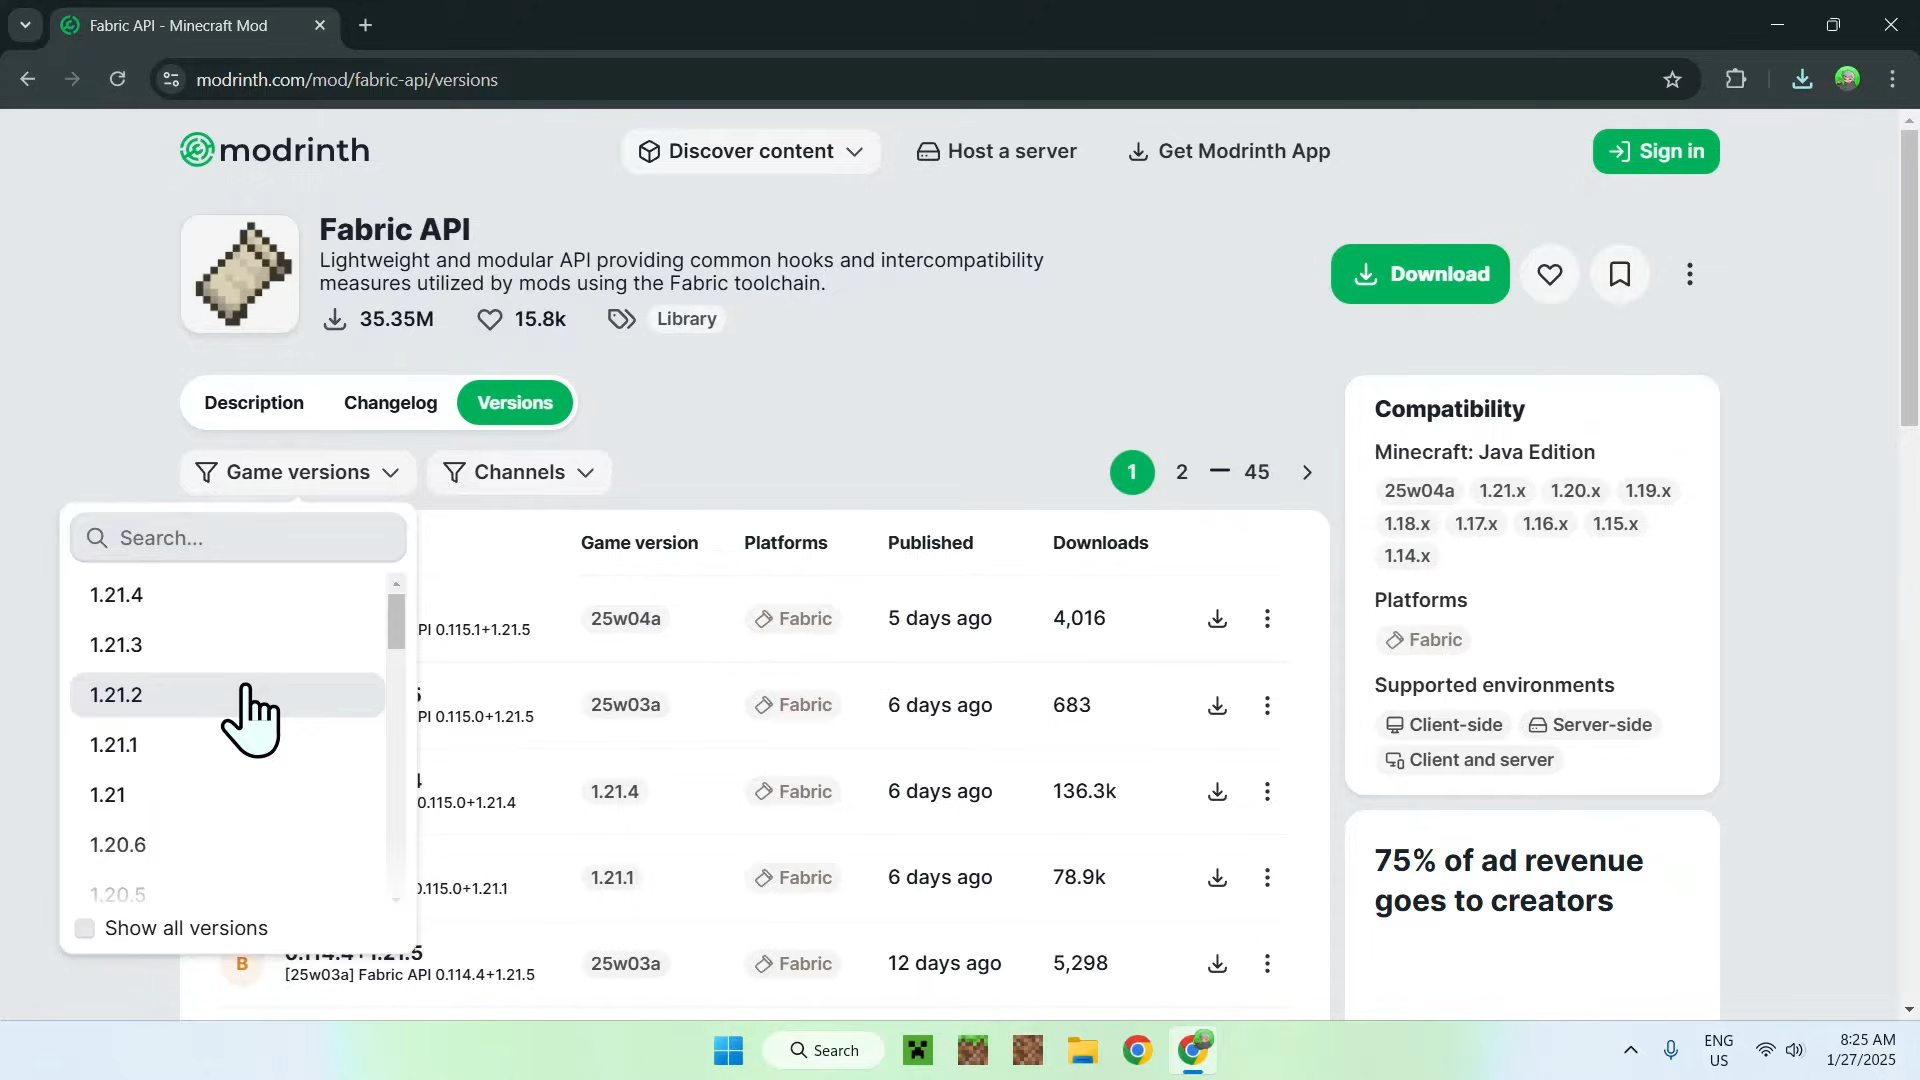 Fabric API - Minecraft Mod
modrinth.com/mod/fabric-api/versions
modrinth
Discover content
Host a server
Get Modrinth App
Sign in
Fabric API
Lightweight and modular API providing common hooks and intercompatibility
measures utilized by mods using the Fabric toolchain.
35.35M
15.8k
Library
Download
Description
Changelog
Versions
Game versions
Channels
1
2
45
Search...
1.21.4
1.21.3
1.21.2
1.21.1
1.21
1.20.6
1.20.5
Show all versions
Game version
Platforms
Published
Downloads
PI 0.115.1+1.21.5
25w04a
Fabric
5 days ago
4,016
PI 0.115.0+1.21.5
25w03a
Fabric
6 days ago
683
0.115.0+1.21.4
1.21.4
Fabric
6 days ago
136.3k
0.115.0+1.21.1
1.21.1
Fabric
6 days ago
78.9k
B
0.114.4+1.21.5
[25w03a] Fabric API 0.114.4+1.21.5
25w03a
Fabric
12 days ago
5,298
Compatibility
Minecraft: Java Edition
25w04a 1.21.x 1.20.x 1.19.x
1.18.x 1.17.x 1.16.x 1.15.x
1.14.x
Platforms
Fabric
Supported environments
Client-side Server-side
Client and server
75% of ad revenue
goes to creators
Search
ENG
US
8:25 AM
1/27/2025